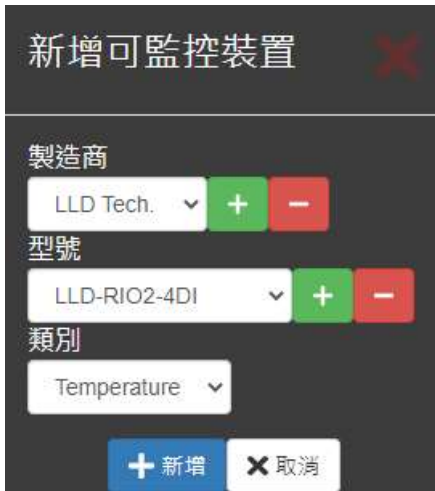 新增可監控裝置
製造商
LLD Tech.
型號
LLD-RIO2-4DI
類別
Temperature
新增 取消